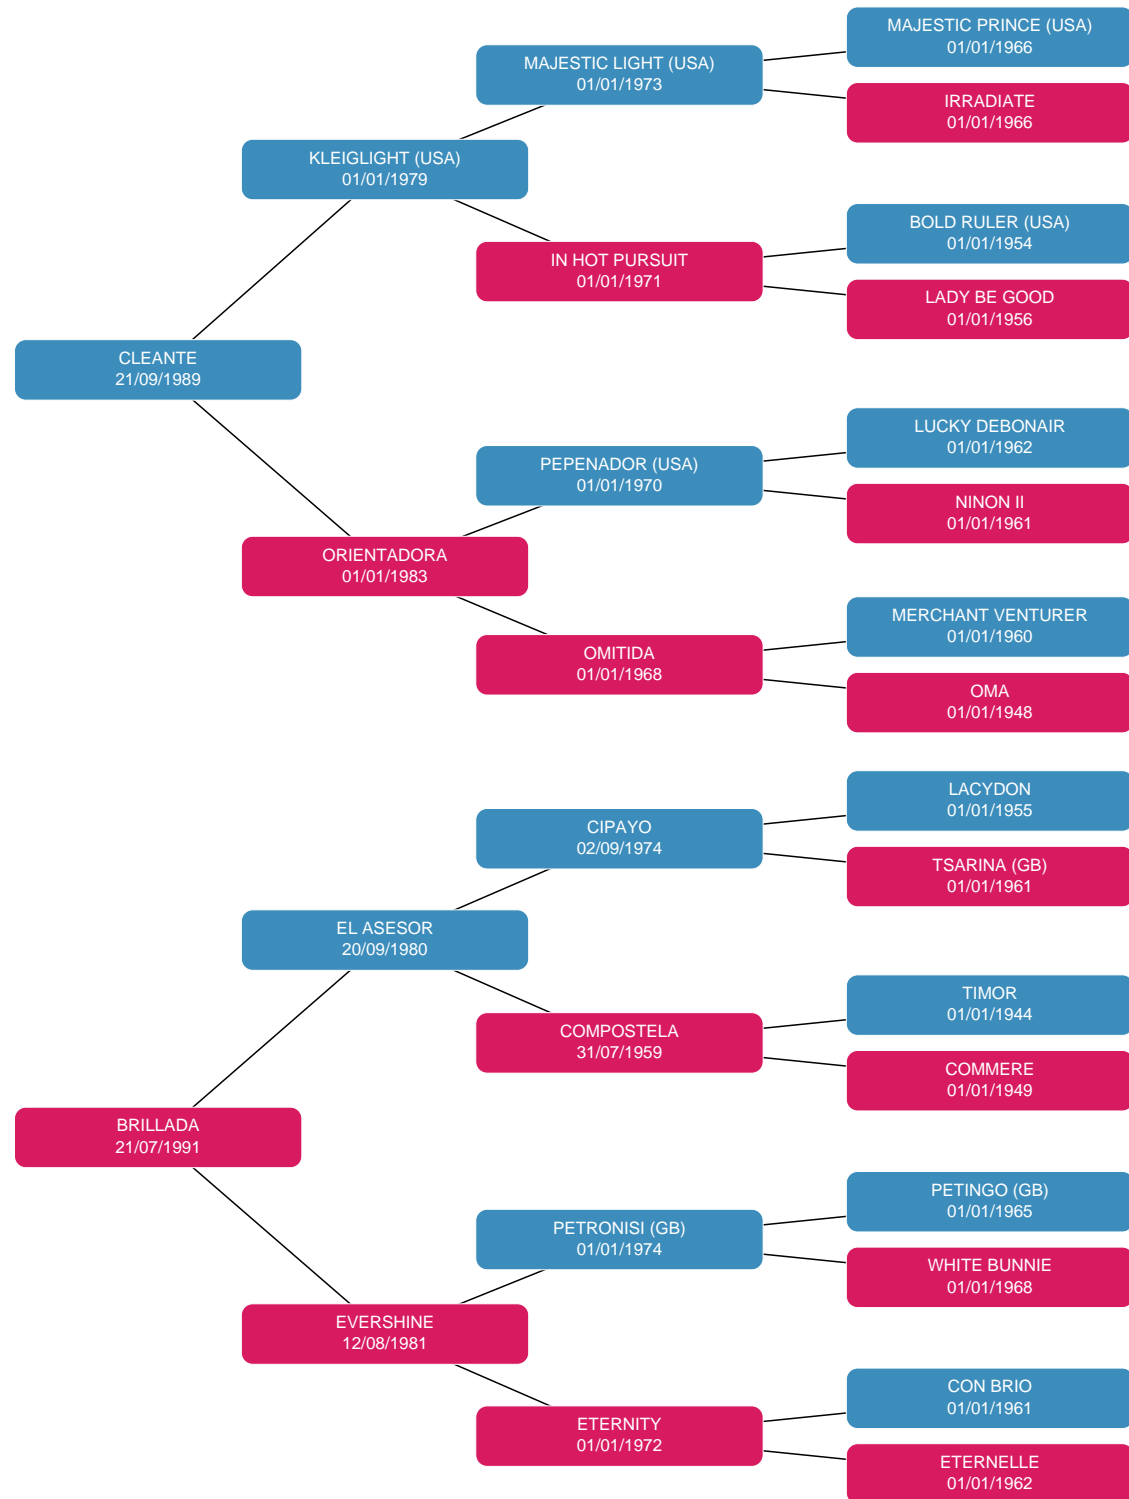 MAJESTIC PRINCE (USA)
01/01/1966
MAJESTIC LIGHT (USA)
01/01/1973
IRRADIATE
01/01/1966
KLEIGLIGHT (USA)
01/01/1979
BOLD RULER (USA)
01/01/1954
IN HOT PURSUIT
01/01/1971
LADY BE GOOD
01/01/1956
CLEANTE
21/09/1989
LUCKY DEBONAIR
01/01/1962
PEPENADOR (USA)
01/01/1970
NINON II
01/01/1961
ORIENTADORA
01/01/1983
MERCHANT VENTURER
01/01/1960
OMITIDA
01/01/1968
OMA
01/01/1948
LACYDON
01/01/1955
CIPAYO
02/09/1974
TSARINA (GB)
01/01/1961
EL ASESOR
20/09/1980
TIMOR
01/01/1944
COMPOSTELA
31/07/1959
COMMERE
01/01/1949
BRILLADA
21/07/1991
PETINGO (GB)
01/01/1965
PETRONISI (GB)
01/01/1974
WHITE BUNNIE
01/01/1968
EVERSHINE
12/08/1981
CON BRIO
01/01/1961
ETERNITY
01/01/1972
ETERNELLE
01/01/1962